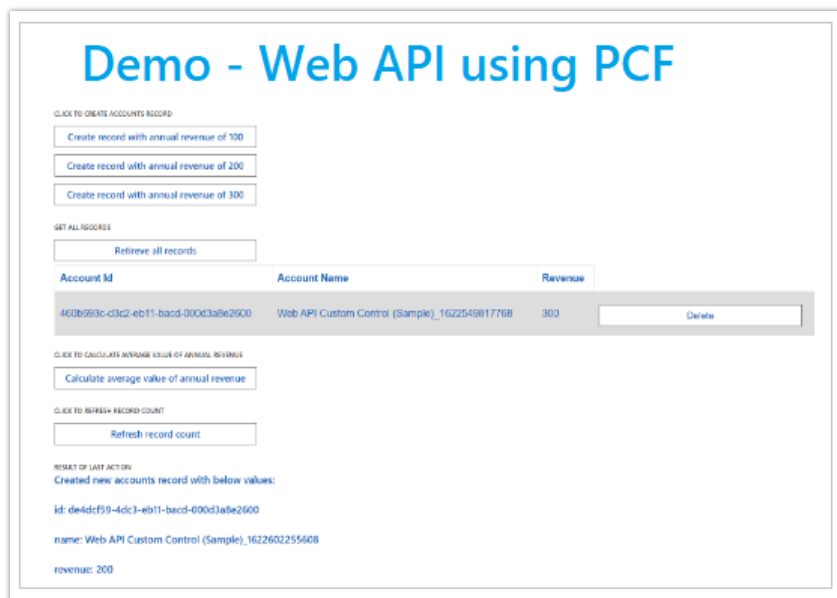 Demo - Web API using PCF
CLICK TO CREATE ACCOUNTS RECORD
Create record with annual revenue of 100
Create record with annual revenue of 200
Create record with annual revenue of 300
GET ALL RECORDS
Retireve all records
Account Id Account Name Revenue
460b693c-d3c2-eb11-bacd-000d3a8e2600 Web API Custom Control (Sample)_1622549817768 300 Delete
CLICK TO CALCULATE AVERAGE VALUE OF ANNUAL REVENUE
Calculate average value of annual revenue
CLICK TO REFRESH RECORD COUNT
Refresh record count
RESULT OF LAST ACTION
Created new accounts record with below values:
id: de4dcf59-4dc3-eb11-bacd-000d3a8e2600
name: Web API Custom Control (Sample)_1622602255608
revenue: 200